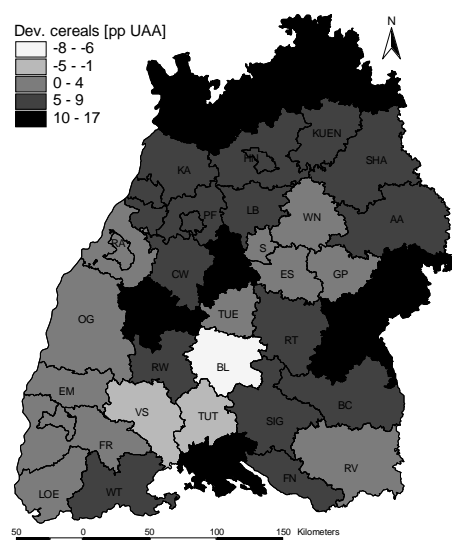 Dev. cereals [pp UAA]
-8 - -6
-5 - -1
0 - 4
5 - 9
10 - 17
N
KUEN
HN
KA
SHA
PF
LB
WN
AA
RA
S
CW
ES
GP
TUE
OG
RT
RW
BL
EM
VS
TUT
BC
SIG
FR
RV
FN
LOE
WT
50 0 50 100 150 Kilometers